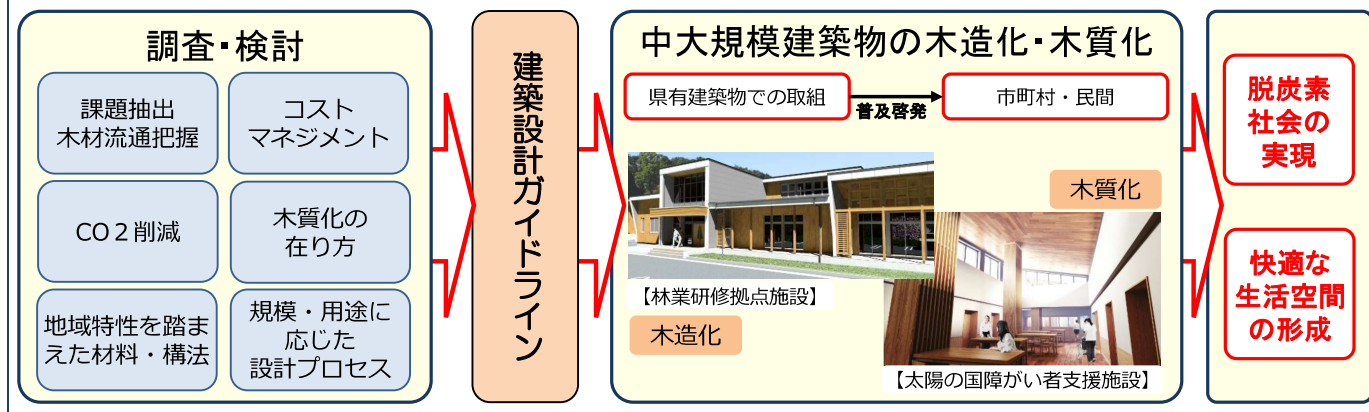 調査・検討
課題抽出
木材流通把握
コスト
マネジメント
CO２削減
木質化の
在り方
地域特性を踏ま
えた材料・構法
規模・用途に
応じた
設計プロセス
建築設計ガイドライン
中大規模建築物の木造化・木質化
県有建築物での取組
普及啓発
市町村・民間
木質化
【林業研修拠点施設】
木造化
【太陽の国障がい者支援施設】
脱炭素
社会の
実現
快適な
生活空間
の形成